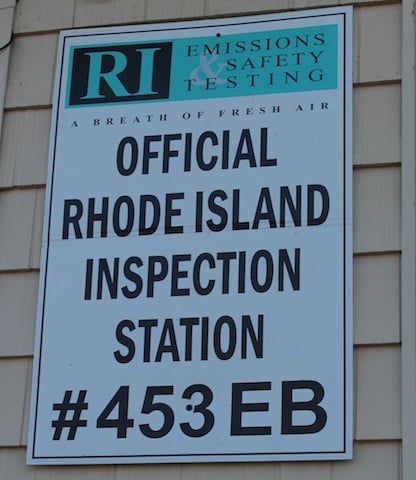 RI EMISSIONS
& SAFETY
TESTING
A BREATH OF FRESH AIR
OFFICIAL
RHODE ISLAND
INSPECTION
STATION
#453EB